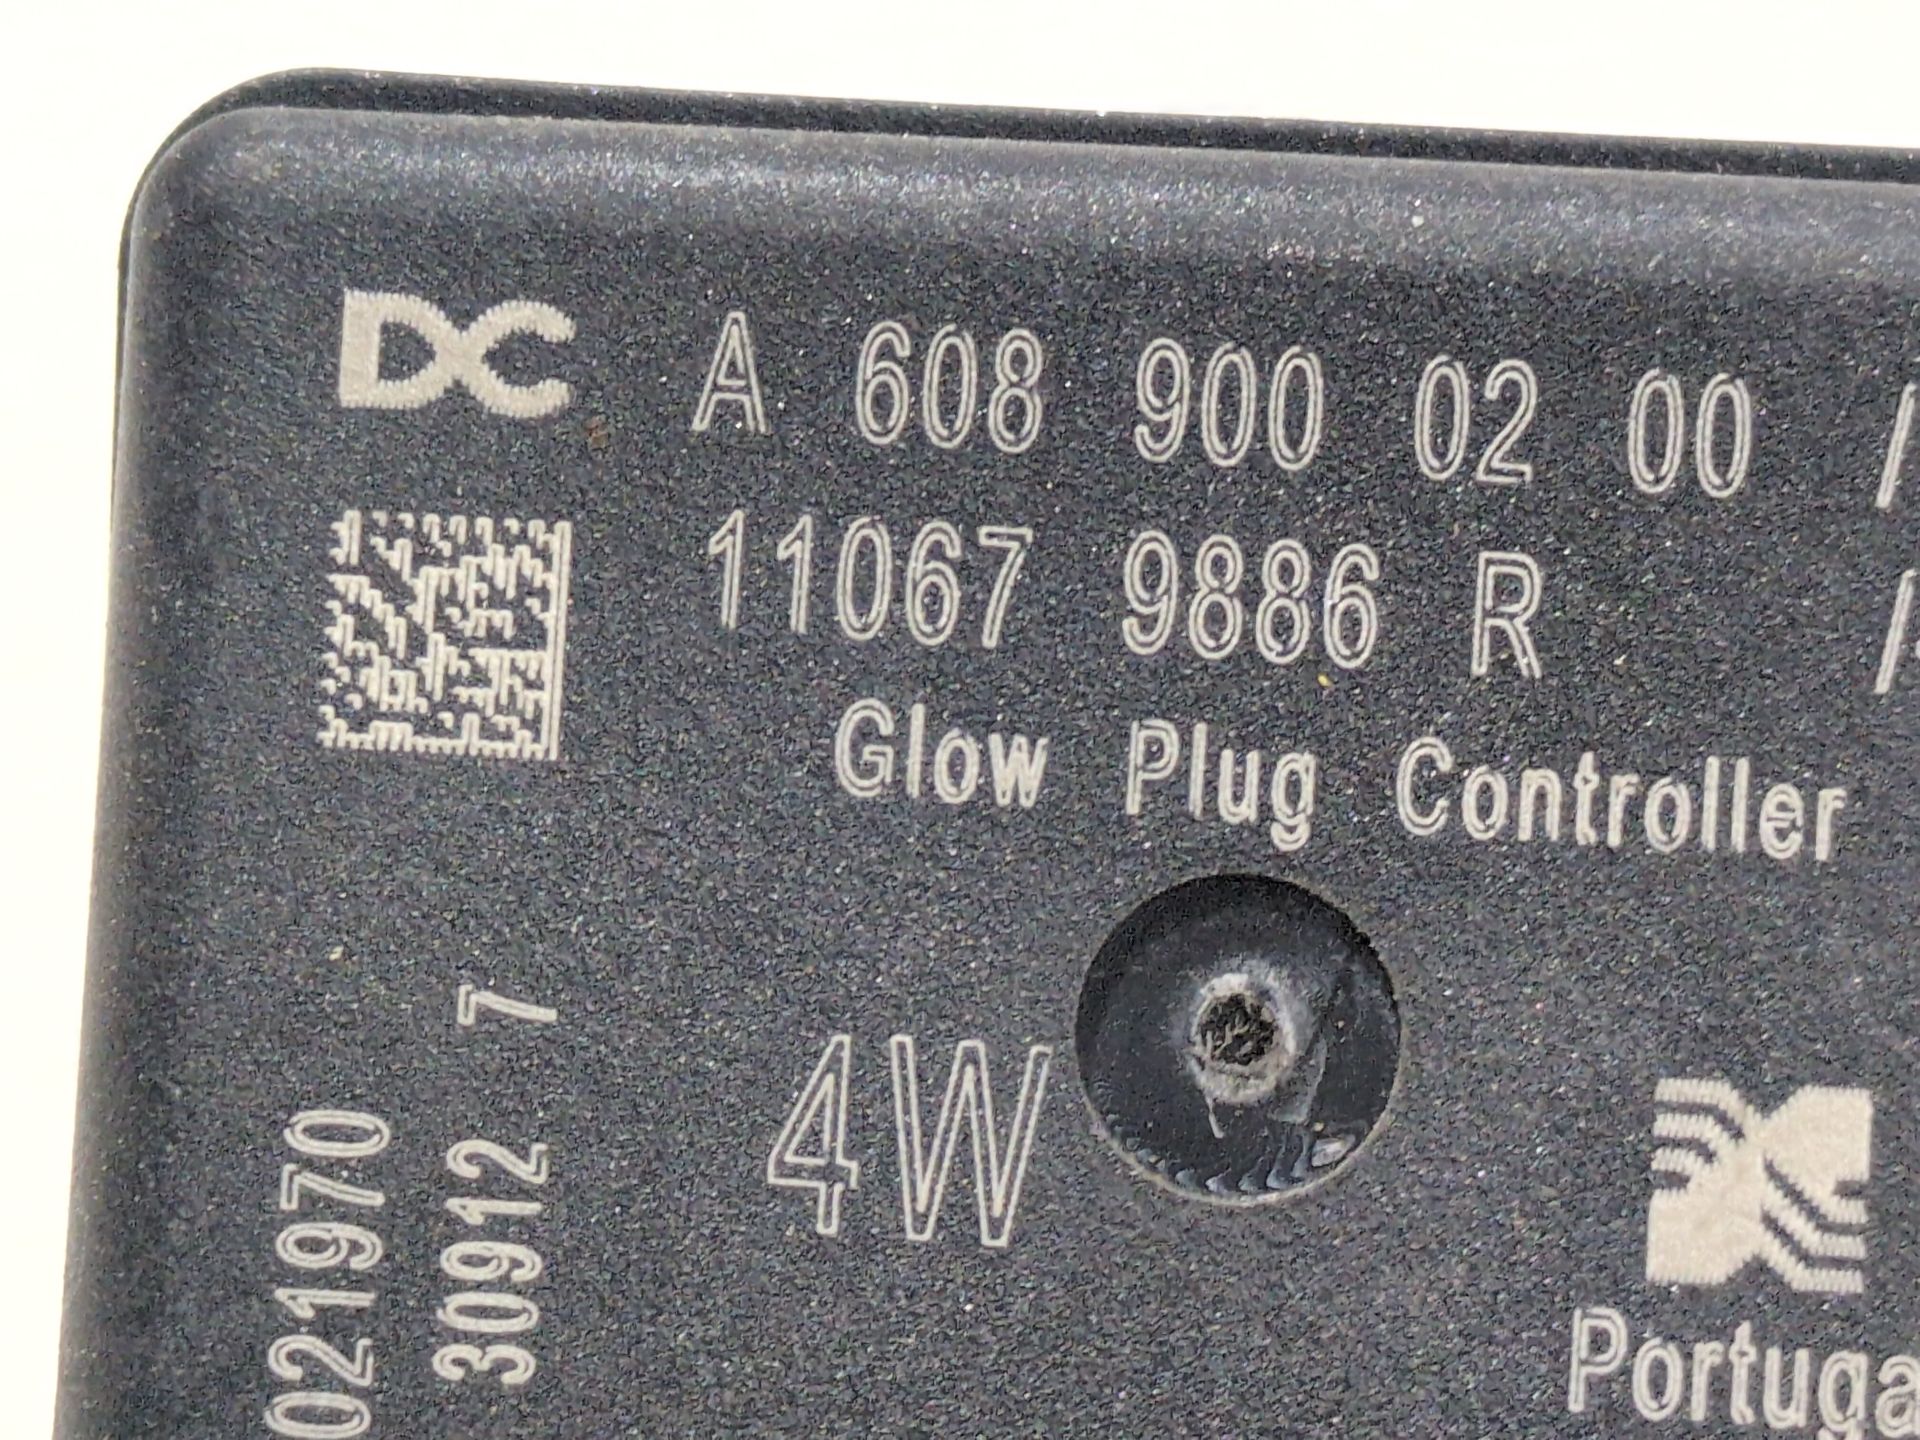 DC A 608 900 02 00 /
11067 9886 R /
Glow Plug Controller
4W
021970
30912 7